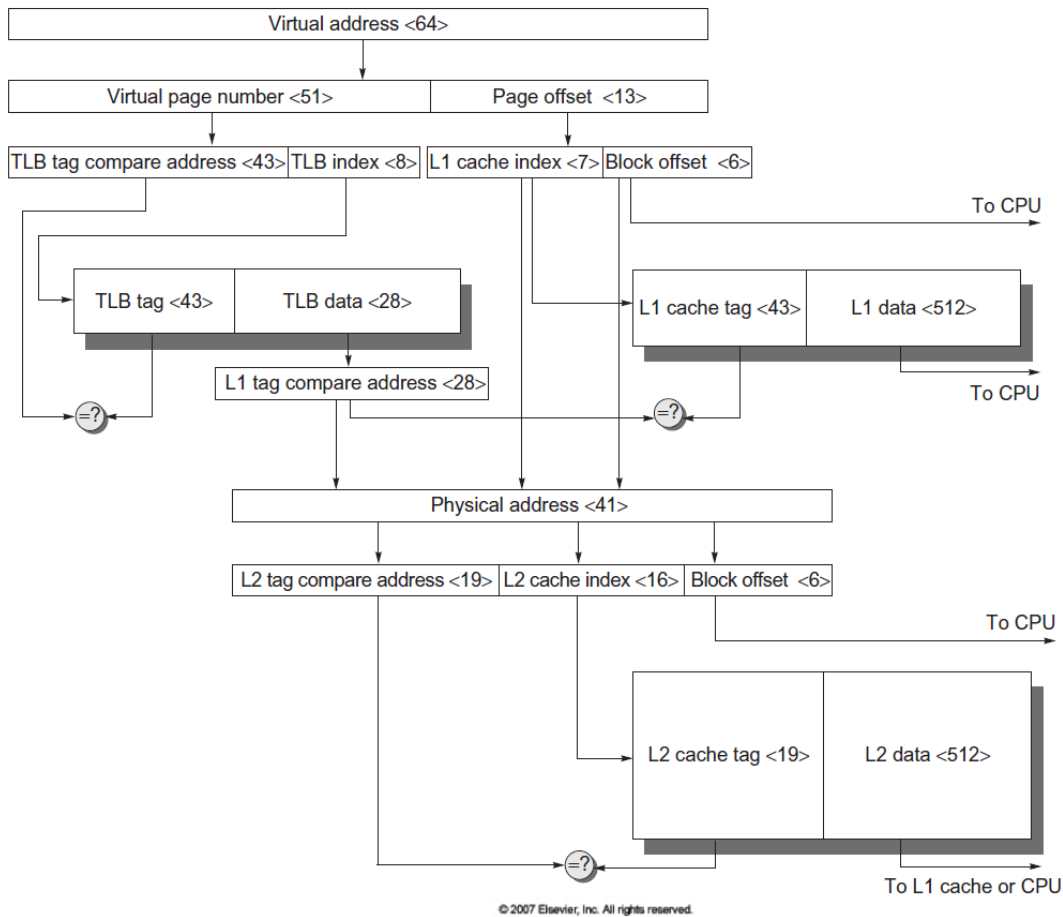 Virtual address <64>
Virtual page number <51> Page offset <13>
TLB tag compare address <43> TLB index <8> L1 cache index <7> Block offset <6>
To CPU
TLB tag <43> TLB data <28> L1 cache tag <43> L1 data <512>
L1 tag compare address <28> To CPU
=? =?
Physical address <41>
L2 tag compare address <19> L2 cache index <16> Block offset <6>
To CPU
L2 cache tag <19> L2 data <512>
=?
To L1 cache or CPU
© 2007 Elsevier, Inc. All rights reserved.